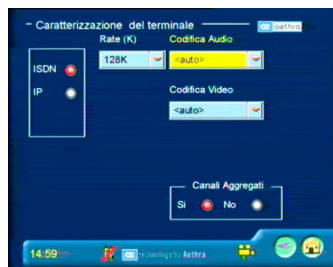 Caratterizzazione del terminale
aethra
Rate (K) Codifica Audio
ISDN 128K <auto>
IP Codifica Video
<auto>
Canali Aggregati
Si No
14:59 technology by Aethra